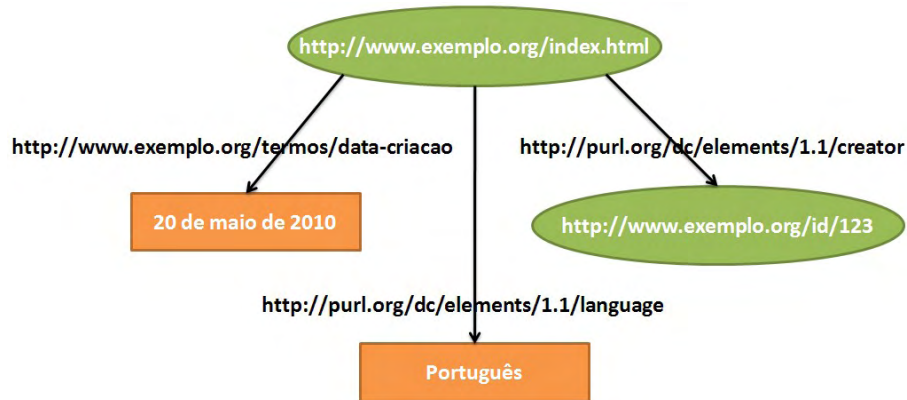 http://www.exemplo.org/index.html
http://www.exemplo.org/termos/data-criacao
http://purl.org/dc/elements/1.1/creator
20 de maio de 2010
http://www.exemplo.org/id/123
http://purl.org/dc/elements/1.1/language
Português